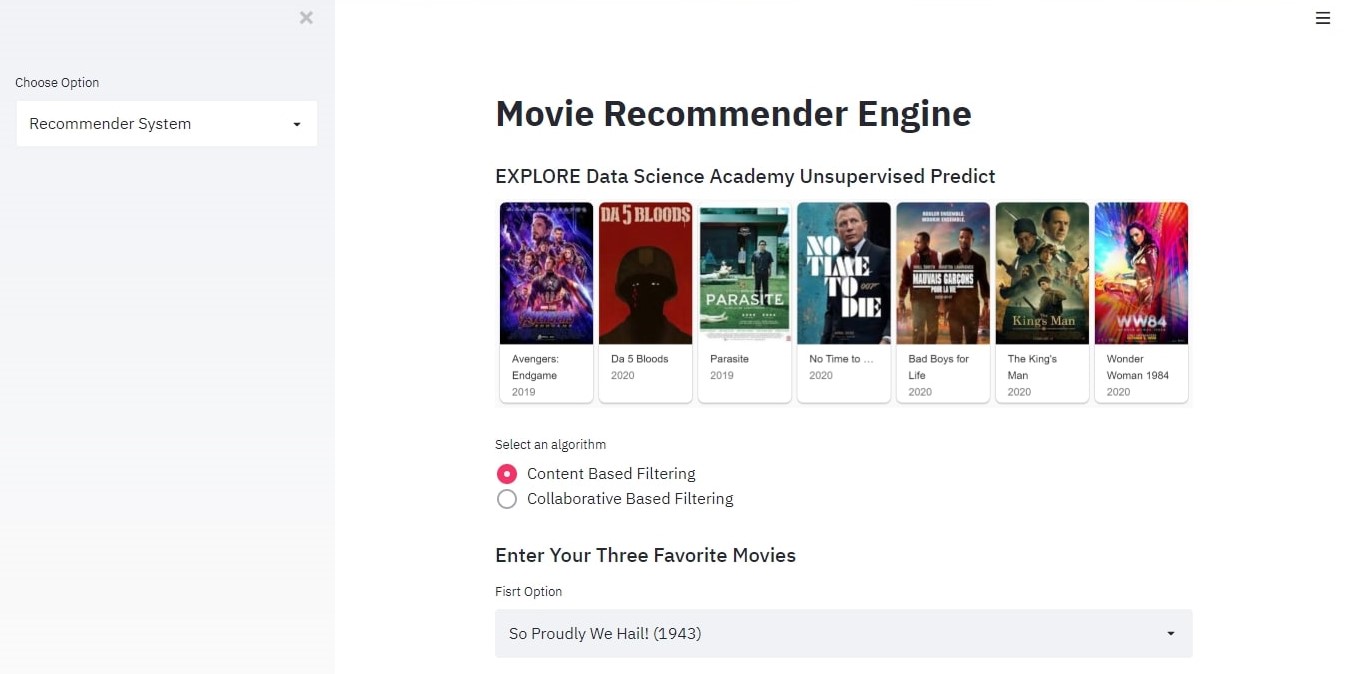 ×
Choose Option
Recommender System
Movie Recommender Engine
EXPLORE Data Science Academy Unsupervised Predict
DA 5 BLOODS
PARASITE
NO
TIME
TO
DIE
007
MAUVAIS GARÇONS
POUR LA VIE
The
King's Man
WW84
Avengers:
Endgame
2019
Da 5 Bloods
2020
Parasite
2019
No Time to ...
2020
Bad Boys for
Life
2020
The King's
Man
2020
Wonder
Woman 1984
2020
Select an algorithm
Content Based Filtering
Collaborative Based Filtering
Enter Your Three Favorite Movies
Fisrt Option
So Proudly We Hail! (1943)